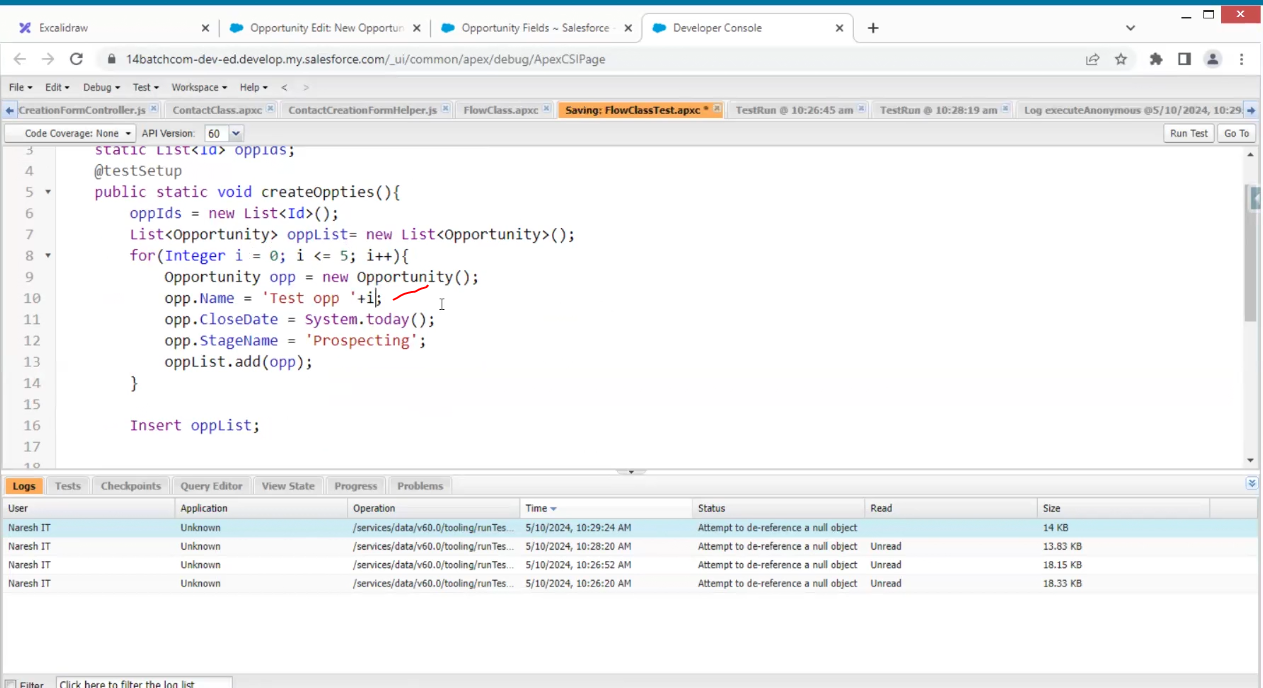 Excalidraw
Opportunity Edit: New Opportun
Opportunity Fields ~ Salesforce
Developer Console
14batchcom-dev-ed.develop.my.salesforce.com/_ui/common/apex/debug/ApexCSIPage
File Edit Debug Test Workspace Help < >
CreationFormController.js ContactClass.apxc ContactCreationFormHelper.js FlowClass.apxc Saving: FlowClassTest.apxc * TestRun @ 10:26:45 am TestRun @ 10:28:19 am Log executeAnonymous @5/10/2024, 10:29:
Code Coverage: None API Version: 60 Run Test Go To
3 static List<Id> oppIds;
4 @testSetup
5 public static void createOppties(){
6 oppIds = new List<Id>();
7 List<Opportunity> oppList= new List<Opportunity>();
8 for(Integer i = 0; i <= 5; i++){
9 Opportunity opp = new Opportunity();
10 opp.Name = 'Test opp '+i;
11 opp.CloseDate = System.today();
12 opp.StageName = 'Prospecting';
13 oppList.add(opp);
14 }
15
16 Insert oppList;
17
18
Logs Tests Checkpoints Query Editor View State Progress Problems
User Application Operation Time Status Read Size
Naresh IT Unknown /services/data/v60.0/tooling/runTes... 5/10/2024, 10:29:24 AM Attempt to de-reference a null object 14 KB
Naresh IT Unknown /services/data/v60.0/tooling/runTes... 5/10/2024, 10:28:20 AM Attempt to de-reference a null object Unread 13.83 KB
Naresh IT Unknown /services/data/v60.0/tooling/runTes... 5/10/2024, 10:26:52 AM Attempt to de-reference a null object Unread 18.15 KB
Naresh IT Unknown /services/data/v60.0/tooling/runTes... 5/10/2024, 10:26:20 AM Attempt to de-reference a null object Unread 18.33 KB
Filter Click here to filter the log list